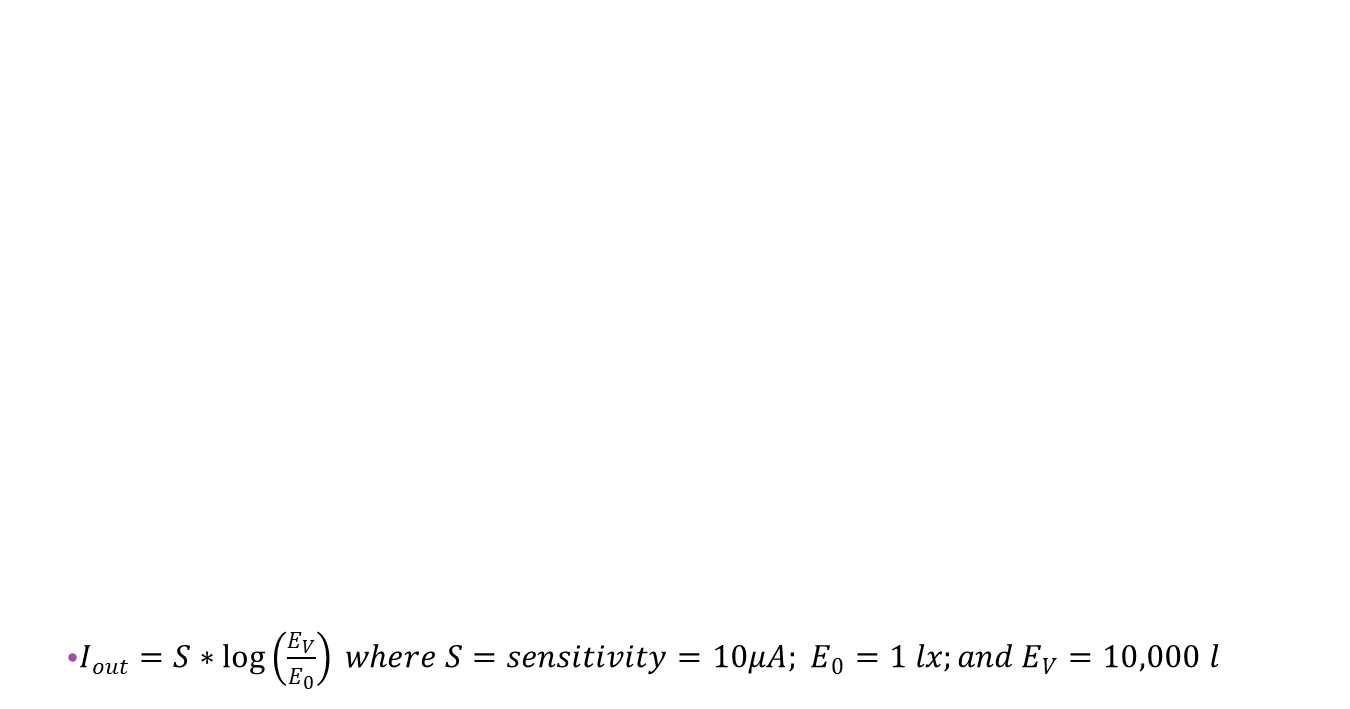 •I_out = S * log(E_V/E_0) where S = sensitivity = 10μA; E_0 = 1 lx; and E_V = 10,000 l